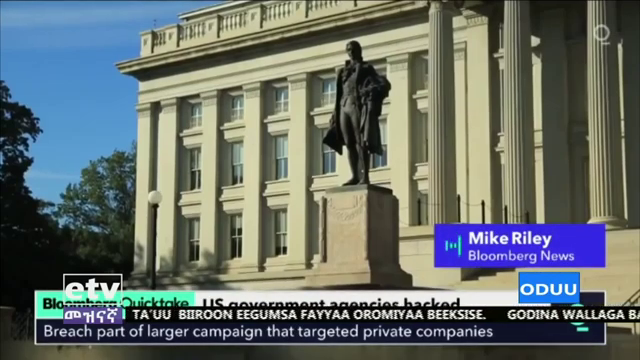 Mike Riley
Bloomberg News
etv
መዝናኛ
Bloomberg Quicktake US government agencies hacked
ODUU
TA'UU BIIROON EEGUMSA FAYYAA OROMIYAA BEEKSISE. GODINA WALLAGA BA
Breach part of larger campaign that targeted private companies